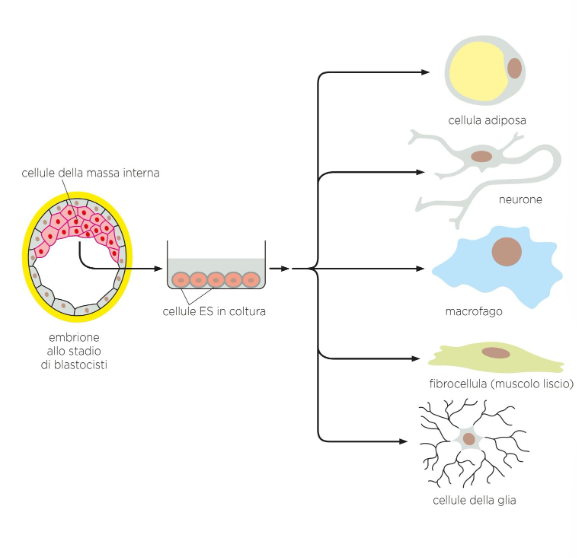 cellule della massa interna
embrione
allo stadio
di blastocisti
cellule ES in coltura
cellula adiposa
neurone
macrofago
fibrocellula (muscolo liscio)
cellule della glia